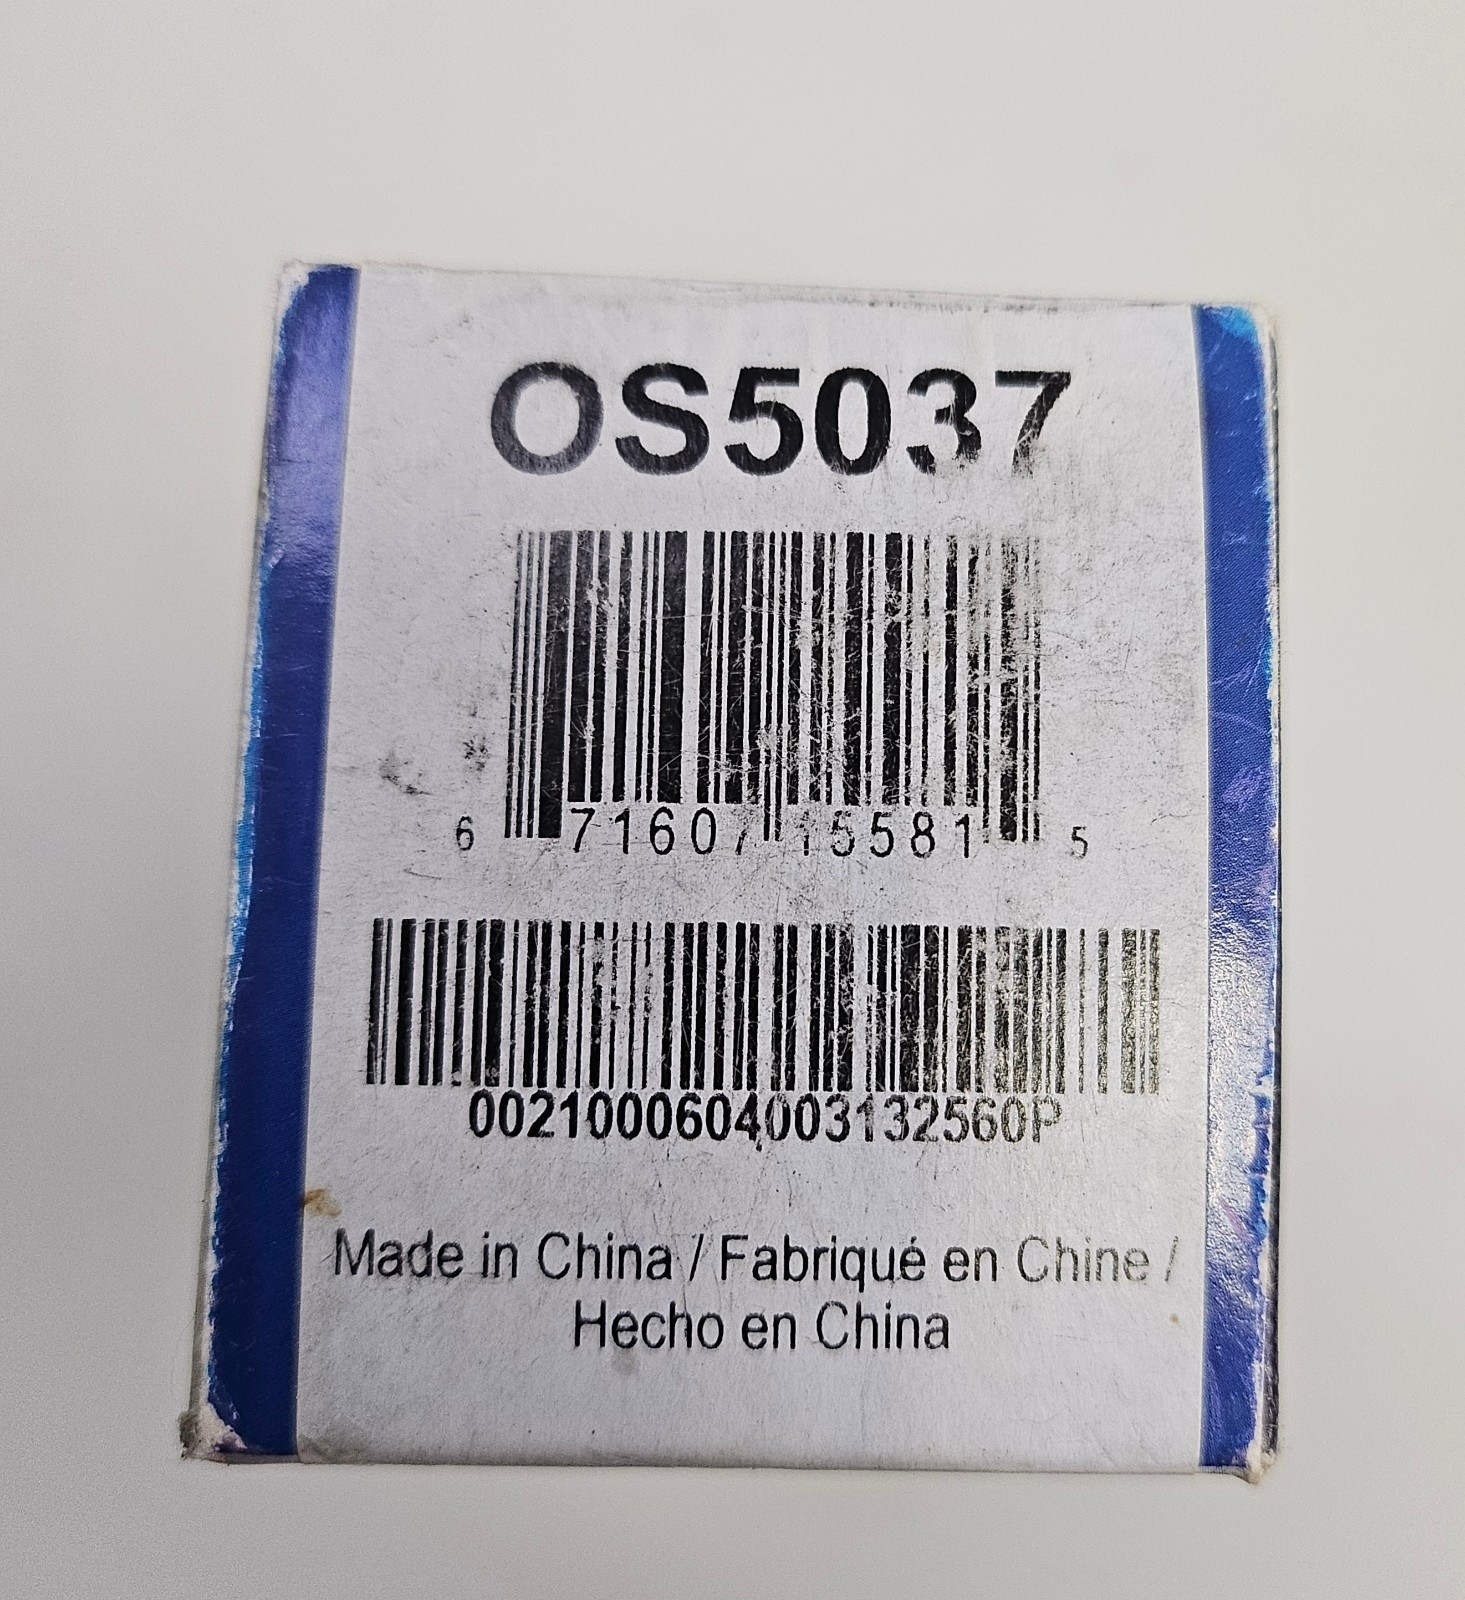 OS5037
6 71607 15581 5
0021000604003132560P
Made in China / Fabriqué en Chine /
Hecho en China